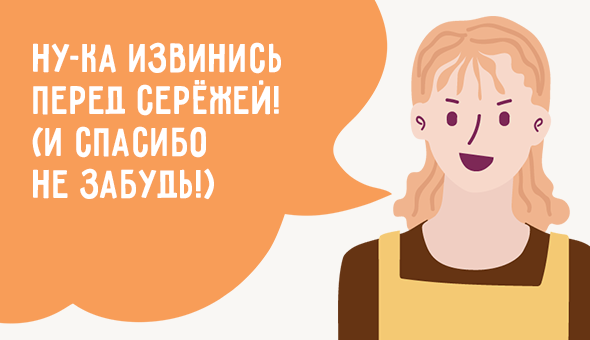 НУ-КА ИЗВИНИСЬ
ПЕРЕД СЕРЁЖЕЙ!
(И СПАСИБО
НЕ ЗАБУДЬ!)